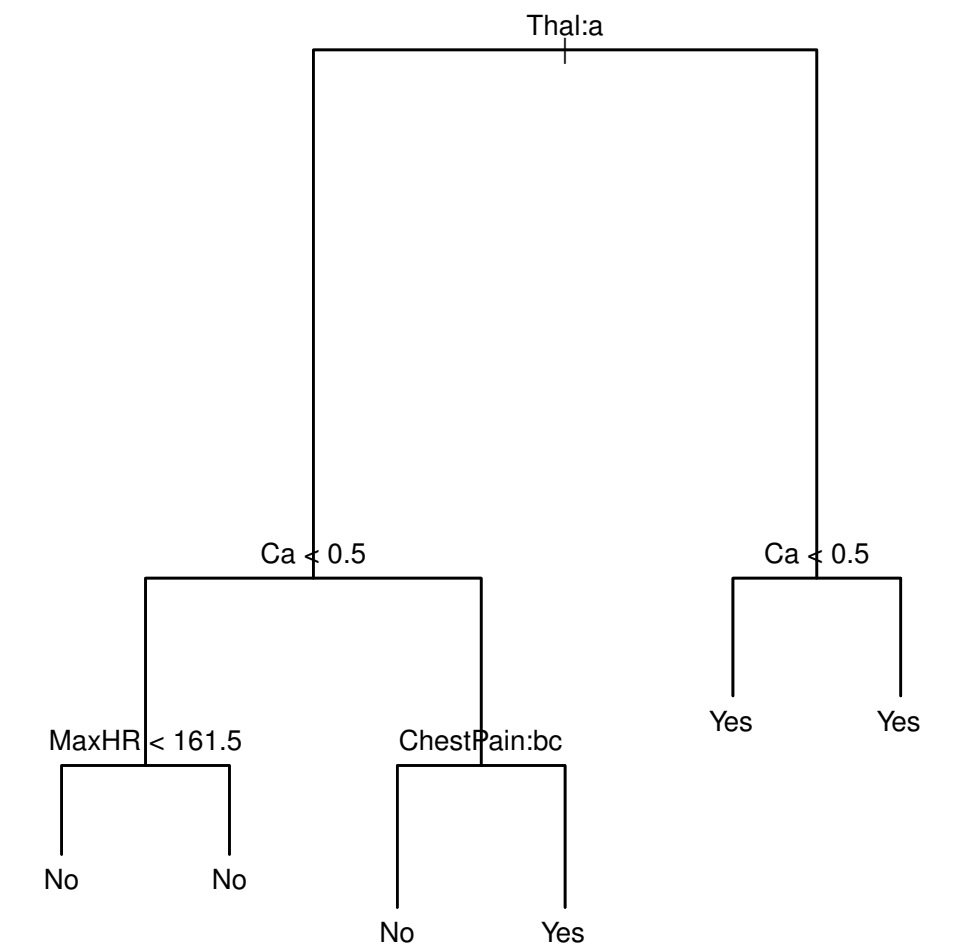 Thal:a
Ca < 0.5
Ca < 0.5
Yes
Yes
MaxHR < 161.5
ChestPain:bc
No
No
No
Yes